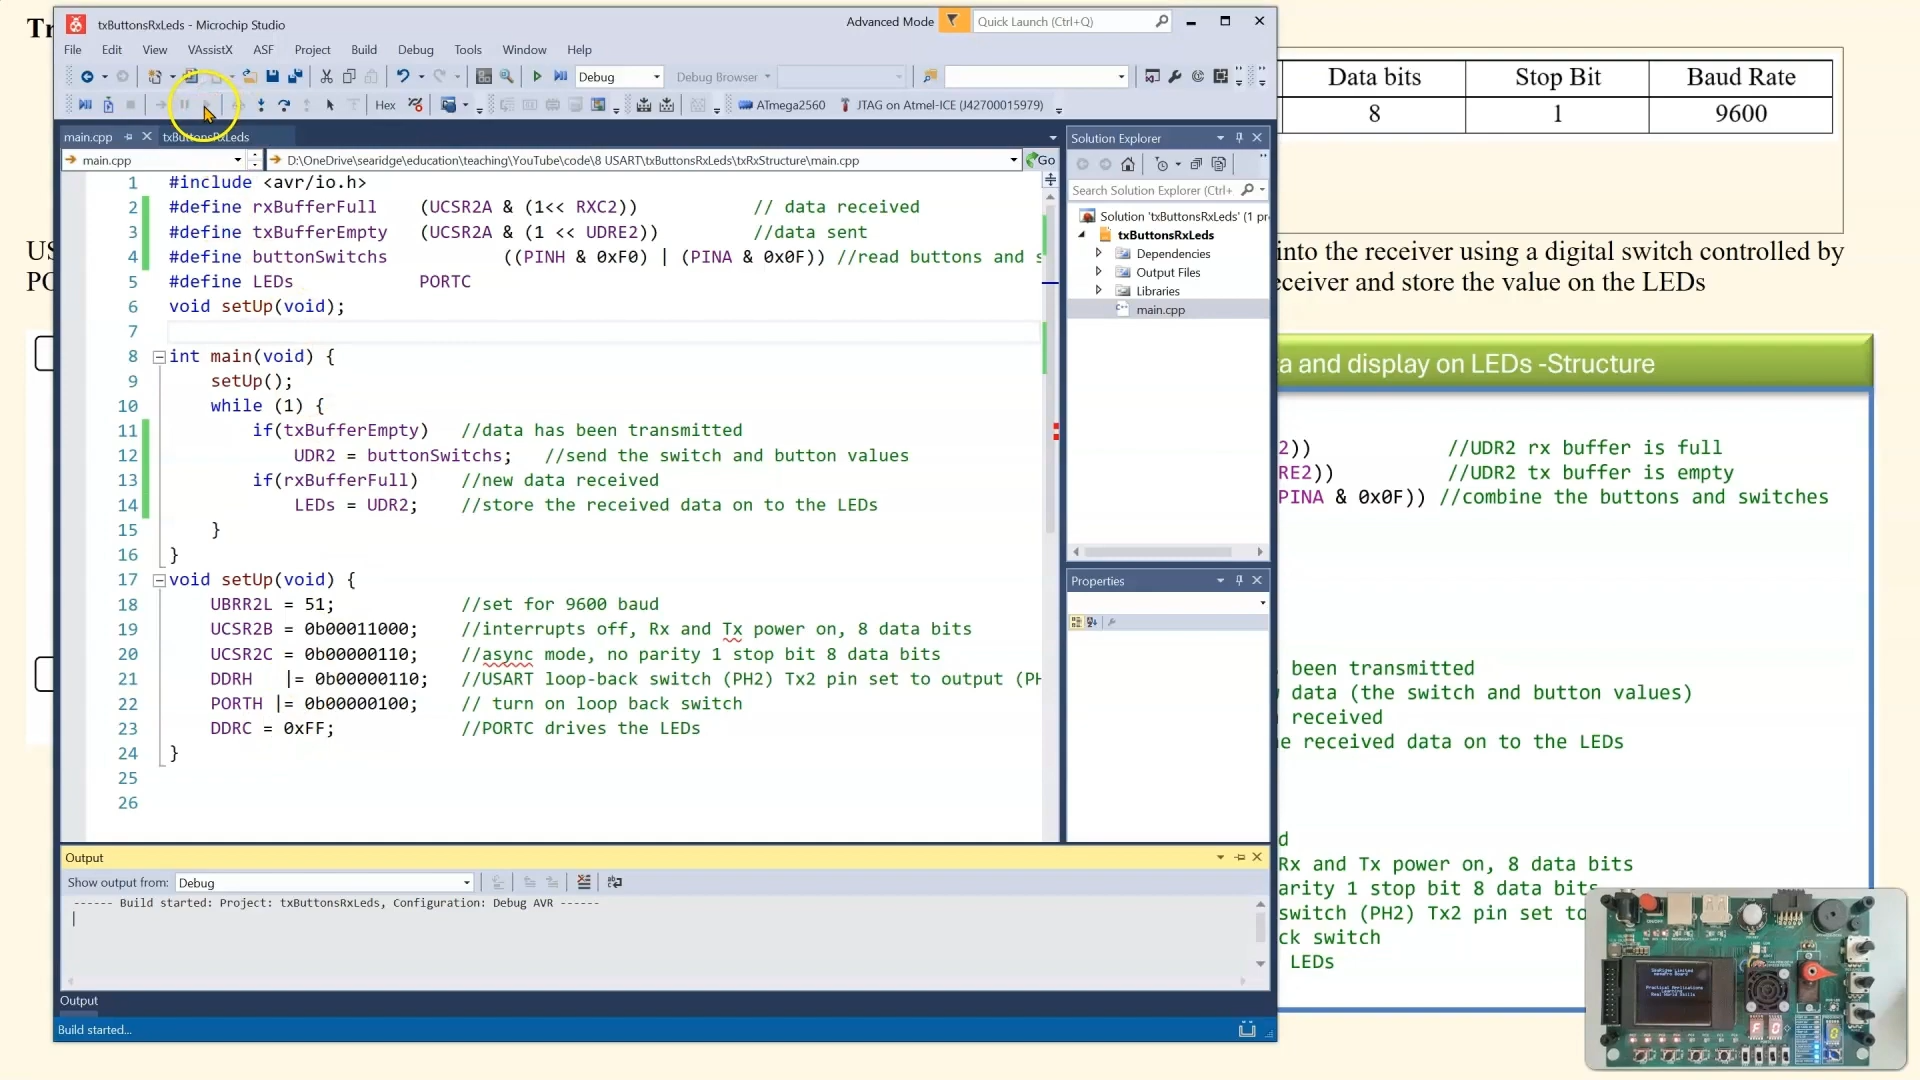 Tr
txButtonsRxLeds - Microchip Studio
Advanced Mode
Quick Launch (Ctrl+Q)
File Edit View VAssistX ASF Project Build Debug Tools Window Help
Debug
Debug Browser
Hex
ATmega2560
JTAG on Atmel-ICE (J42700015979)
main.cpp
txButtonsRxLeds
main.cpp
D:\OneDrive\searidge\education\teaching\YouTube\code\8 USART\txButtonsRxLeds\txRxStructure\main.cpp
Go
1 #include <avr/io.h>
2 #define rxBufferFull (UCSR2A & (1<< RXC2)) // data received
3 #define txBufferEmpty (UCSR2A & (1 << UDRE2)) //data sent
4 #define buttonSwitchs ((PINH & 0xF0) | (PINA & 0x0F)) //read buttons and s
5 #define LEDs PORTC
6 void setUp(void);
7
8 int main(void) {
9 setUp();
10 while (1) {
11 if(txBufferEmpty) //data has been transmitted
12 UDR2 = buttonSwitchs; //send the switch and button values
13 if(rxBufferFull) //new data received
14 LEDs = UDR2; //store the received data on to the LEDs
15 }
16 }
17 void setUp(void) {
18 UBRR2L = 51; //set for 9600 baud
19 UCSR2B = 0b00011000; //interrupts off, Rx and Tx power on, 8 data bits
20 UCSR2C = 0b00000110; //async mode, no parity 1 stop bit 8 data bits
21 DDRH |= 0b00000110; //USART loop-back switch (PH2) Tx2 pin set to output (PH
22 PORTH |= 0b00000100; // turn on loop back switch
23 DDRC = 0xFF; //PORTC drives the LEDs
24 }
25
26
Solution Explorer
Search Solution Explorer (Ctrl+
Solution 'txButtonsRxLeds' (1 pr
txButtonsRxLeds
Dependencies
Output Files
Libraries
main.cpp
Properties
Output
Show output from: Debug
------ Build started: Project: txButtonsRxLeds, Configuration: Debug AVR ------
Output
Build started...
Data bits Stop Bit Baud Rate
8 1 9600
US
into the receiver using a digital switch controlled by
PO
eceiver and store the value on the LEDs
a and display on LEDs -Structure
2)) //UDR2 rx buffer is full
RE2)) //UDR2 tx buffer is empty
PINA & 0x0F)) //combine the buttons and switches
been transmitted
data (the switch and button values)
received
e received data on to the LEDs
d
Rx and Tx power on, 8 data bits
arity 1 stop bit 8 data bits
switch (PH2) Tx2 pin set to
ck switch
LEDs